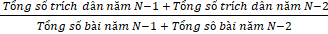 Tổng số trích dẫn năm N−1 + Tổng số trích dẫn năm N−2
Tổng số bài năm N−1 + Tổng sô bài năm N−2